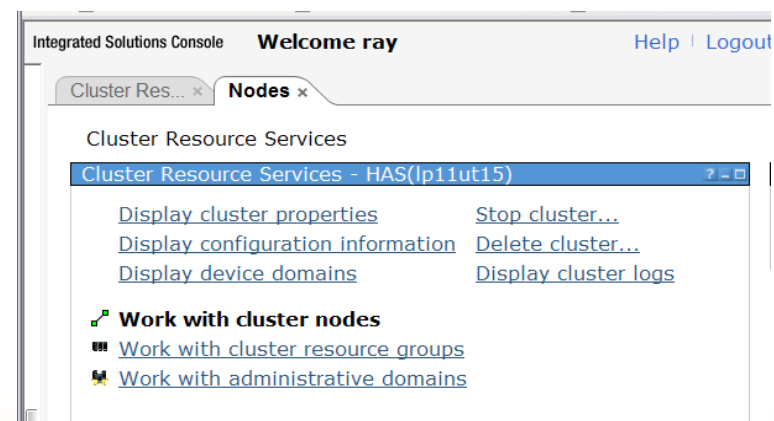 Integrated Solutions Console Welcome ray Help Logout
Cluster Res... × Nodes ×
Cluster Resource Services
Cluster Resource Services - HAS(lp11ut15) ?
Display cluster properties Stop cluster...
Display configuration information Delete cluster...
Display device domains Display cluster logs
Work with cluster nodes
Work with cluster resource groups
Work with administrative domains